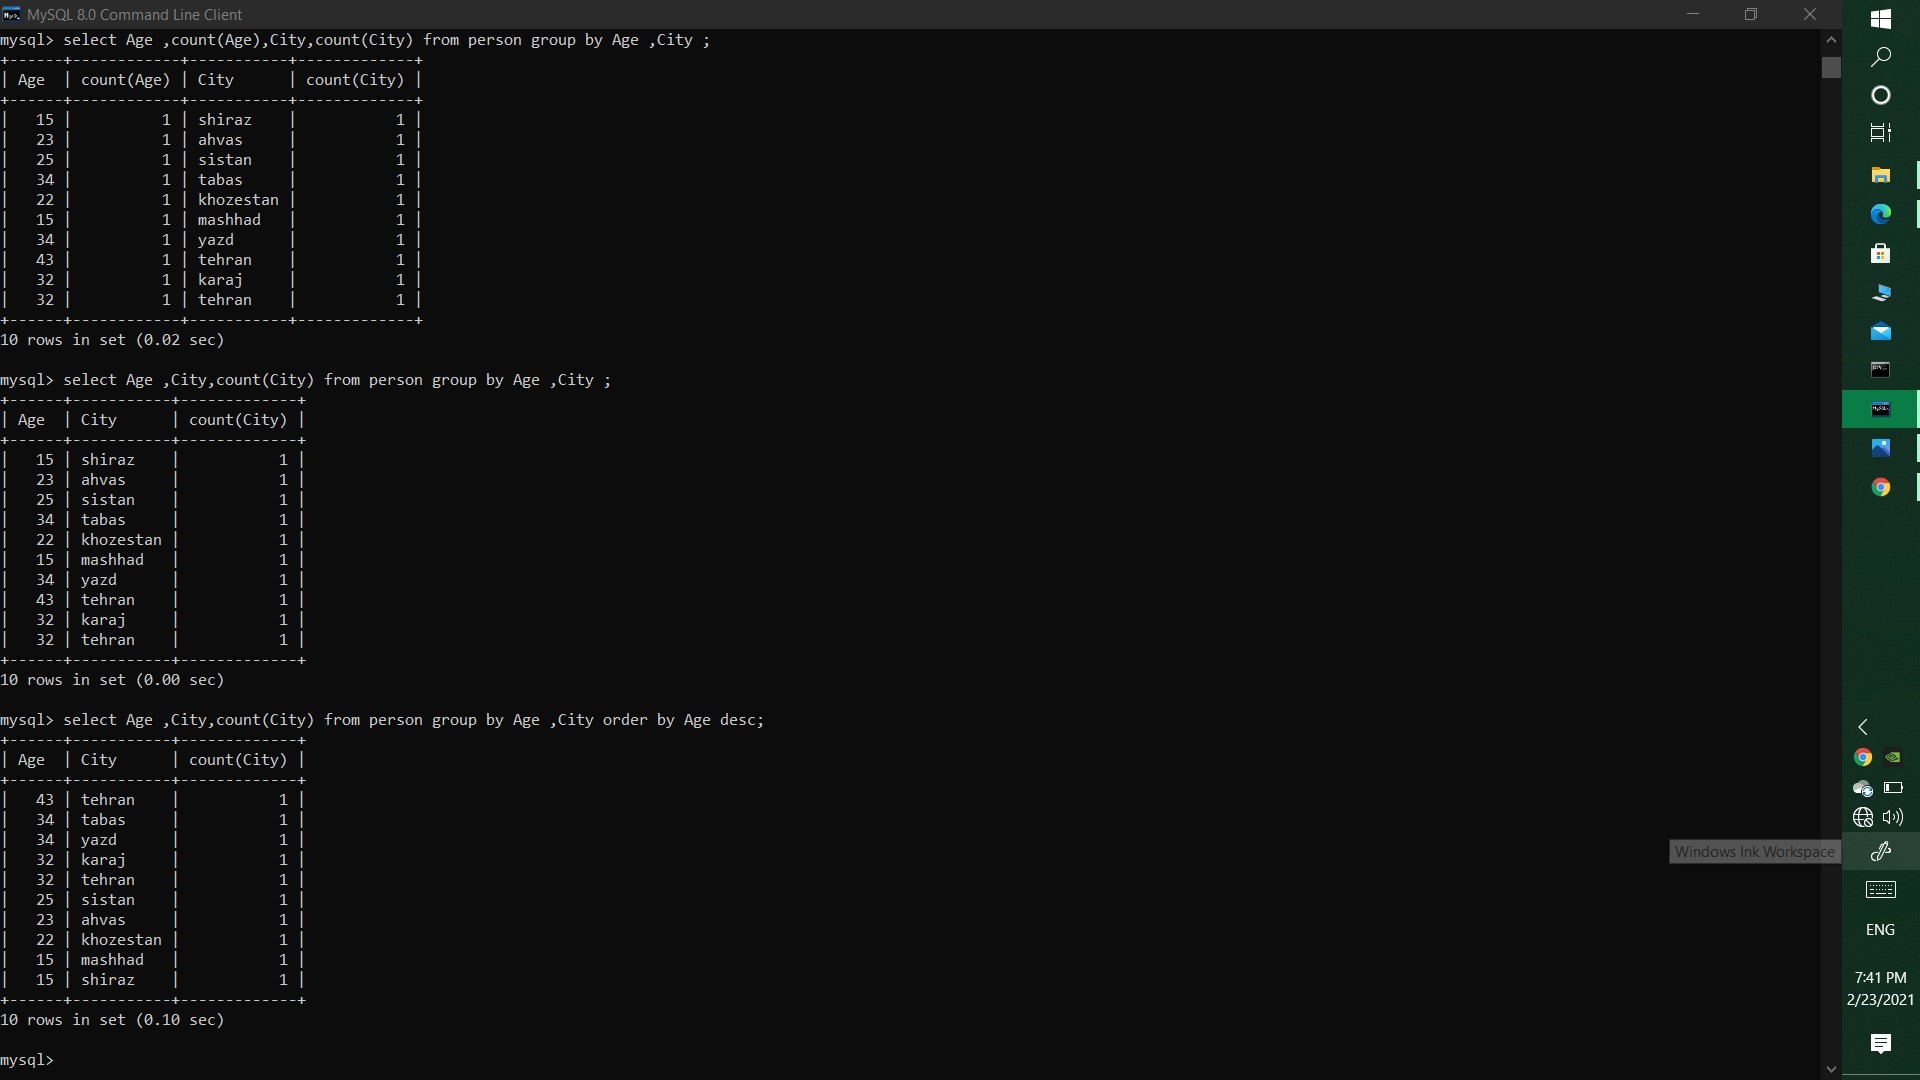 MySQL 8.0 Command Line Client
mysql> select Age ,count(Age),City,count(City) from person group by Age ,City ;
+------+------------+-----------+-------------+
| Age  | count(Age) | City      | count(City) |
+------+------------+-----------+-------------+
|   15 |          1 | shiraz    |           1 |
|   23 |          1 | ahvas     |           1 |
|   25 |          1 | sistan    |           1 |
|   34 |          1 | tabas     |           1 |
|   22 |          1 | khozestan |           1 |
|   15 |          1 | mashhad   |           1 |
|   34 |          1 | yazd      |           1 |
|   43 |          1 | tehran    |           1 |
|   32 |          1 | karaj     |           1 |
|   32 |          1 | tehran    |           1 |
+------+------------+-----------+-------------+
10 rows in set (0.02 sec)
mysql> select Age ,City,count(City) from person group by Age ,City ;
+------+-----------+-------------+
| Age  | City      | count(City) |
+------+-----------+-------------+
|   15 | shiraz    |           1 |
|   23 | ahvas     |           1 |
|   25 | sistan    |           1 |
|   34 | tabas     |           1 |
|   22 | khozestan |           1 |
|   15 | mashhad   |           1 |
|   34 | yazd      |           1 |
|   43 | tehran    |           1 |
|   32 | karaj     |           1 |
|   32 | tehran    |           1 |
+------+-----------+-------------+
10 rows in set (0.00 sec)
mysql> select Age ,City,count(City) from person group by Age ,City order by Age desc;
+------+-----------+-------------+
| Age  | City      | count(City) |
+------+-----------+-------------+
|   43 | tehran    |           1 |
|   34 | tabas     |           1 |
|   34 | yazd      |           1 |
|   32 | karaj     |           1 |
|   32 | tehran    |           1 |
|   25 | sistan    |           1 |
|   23 | ahvas     |           1 |
|   22 | khozestan |           1 |
|   15 | mashhad   |           1 |
|   15 | shiraz    |           1 |
+------+-----------+-------------+
10 rows in set (0.10 sec)
mysql>
Windows Ink Workspace
ENG
7:41 PM
2/23/2021